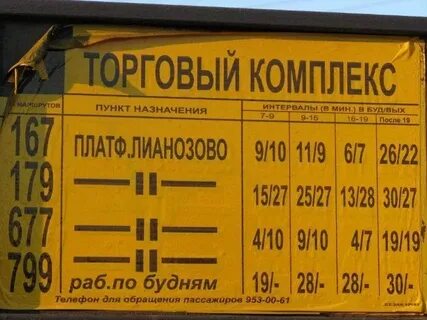 ТОРГОВЫЙ КОМПЛЕКС
МАРШРУТОВ ПУНКТ НАЗНАЧЕНИЯ ИНТЕРВАЛЫ (В МИН.) В БУД/ВЫХ
7-9 9-15 16-19 После 19
167 ПЛАТФ.ЛИАНОЗОВО 9/10 11/9 6/7 26/22
179 — || — 15/27 25/27 13/28 30/27
677 — || — 4/10 9/10 4/7 19/19
799 раб.по будням 19/- 28/- 28/- 30/-
Телефон для обращения пассажиров 953-00-61